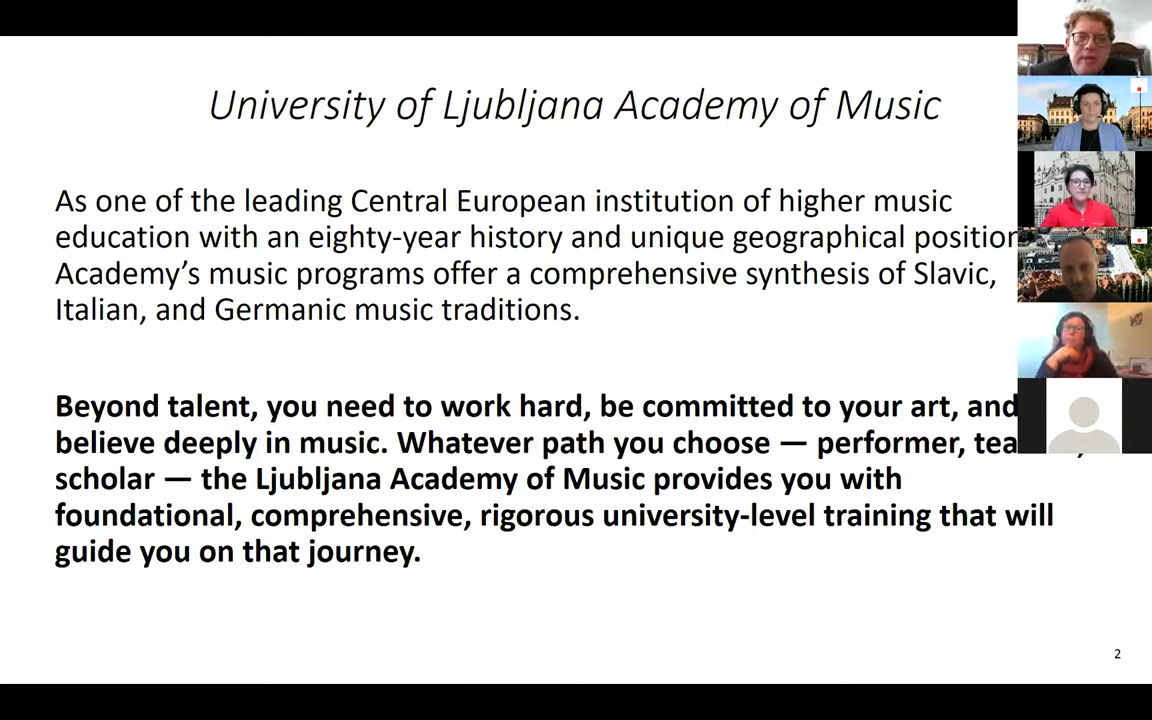 University of Ljubljana Academy of Music
As one of the leading Central European institution of higher music
education with an eighty-year history and unique geographical position
Academy’s music programs offer a comprehensive synthesis of Slavic,
Italian, and Germanic music traditions.
Beyond talent, you need to work hard, be committed to your art, and
believe deeply in music. Whatever path you choose — performer,
scholar — the Ljubljana Academy of Music provides you with
foundational, comprehensive, rigorous university-level training that will
guide you on that journey.
2